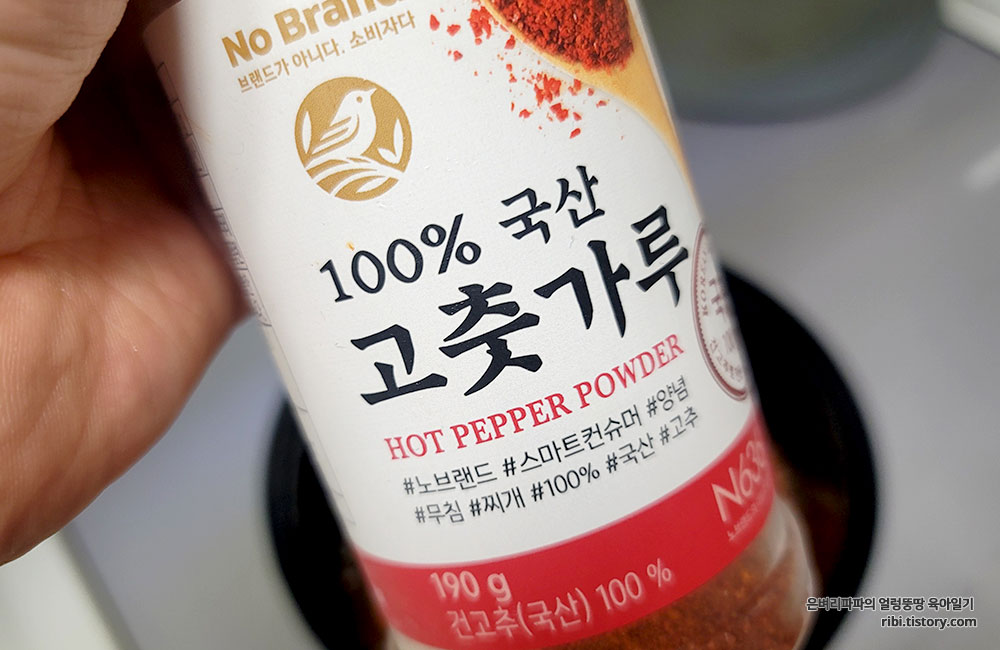 No Brand
브랜드가 아니다. 소비자다
100% 국산
고춧가루
HOT PEPPER POWDER
#노브랜드 #스마트컨슈머 #양념
#무침 #찌개 #100% #국산 #고추
190 g
건고추(국산) 100 %
은벼리파파의 얼렁뚱땅 육아일기
ribi.tistory.com